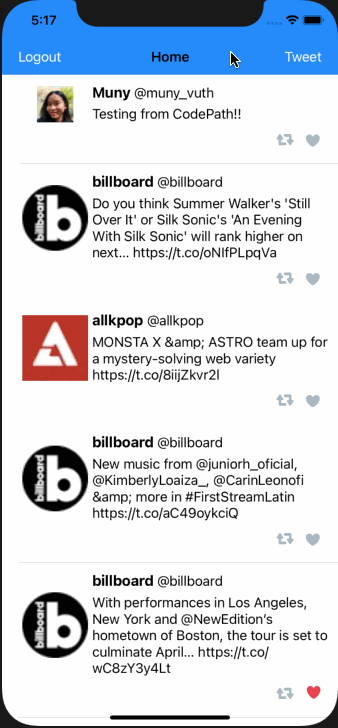 5:17
Logout Home Tweet
Muny @muny_vuth
Testing from CodePath!!
billboard @billboard
billboard
Do you think Summer Walker's 'Still
Over It' or Silk Sonic's 'An Evening
With Silk Sonic' will rank higher on
next... https://t.co/oNlfPLpqVa
allkpop @allkpop
MONSTA X &amp; ASTRO team up for
a mystery-solving web variety
https://t.co/8iijZkvr2l
billboard @billboard
billboard
New music from @juniorh_oficial,
@KimberlyLoaiza_, @CarinLeonofi
&amp; more in #FirstStreamLatin
https://t.co/aC49oykciQ
billboard @billboard
billboard
With performances in Los Angeles,
New York and @NewEdition’s
hometown of Boston, the tour is set to
culminate April... https://t.co/
wC8zY3y4Lt